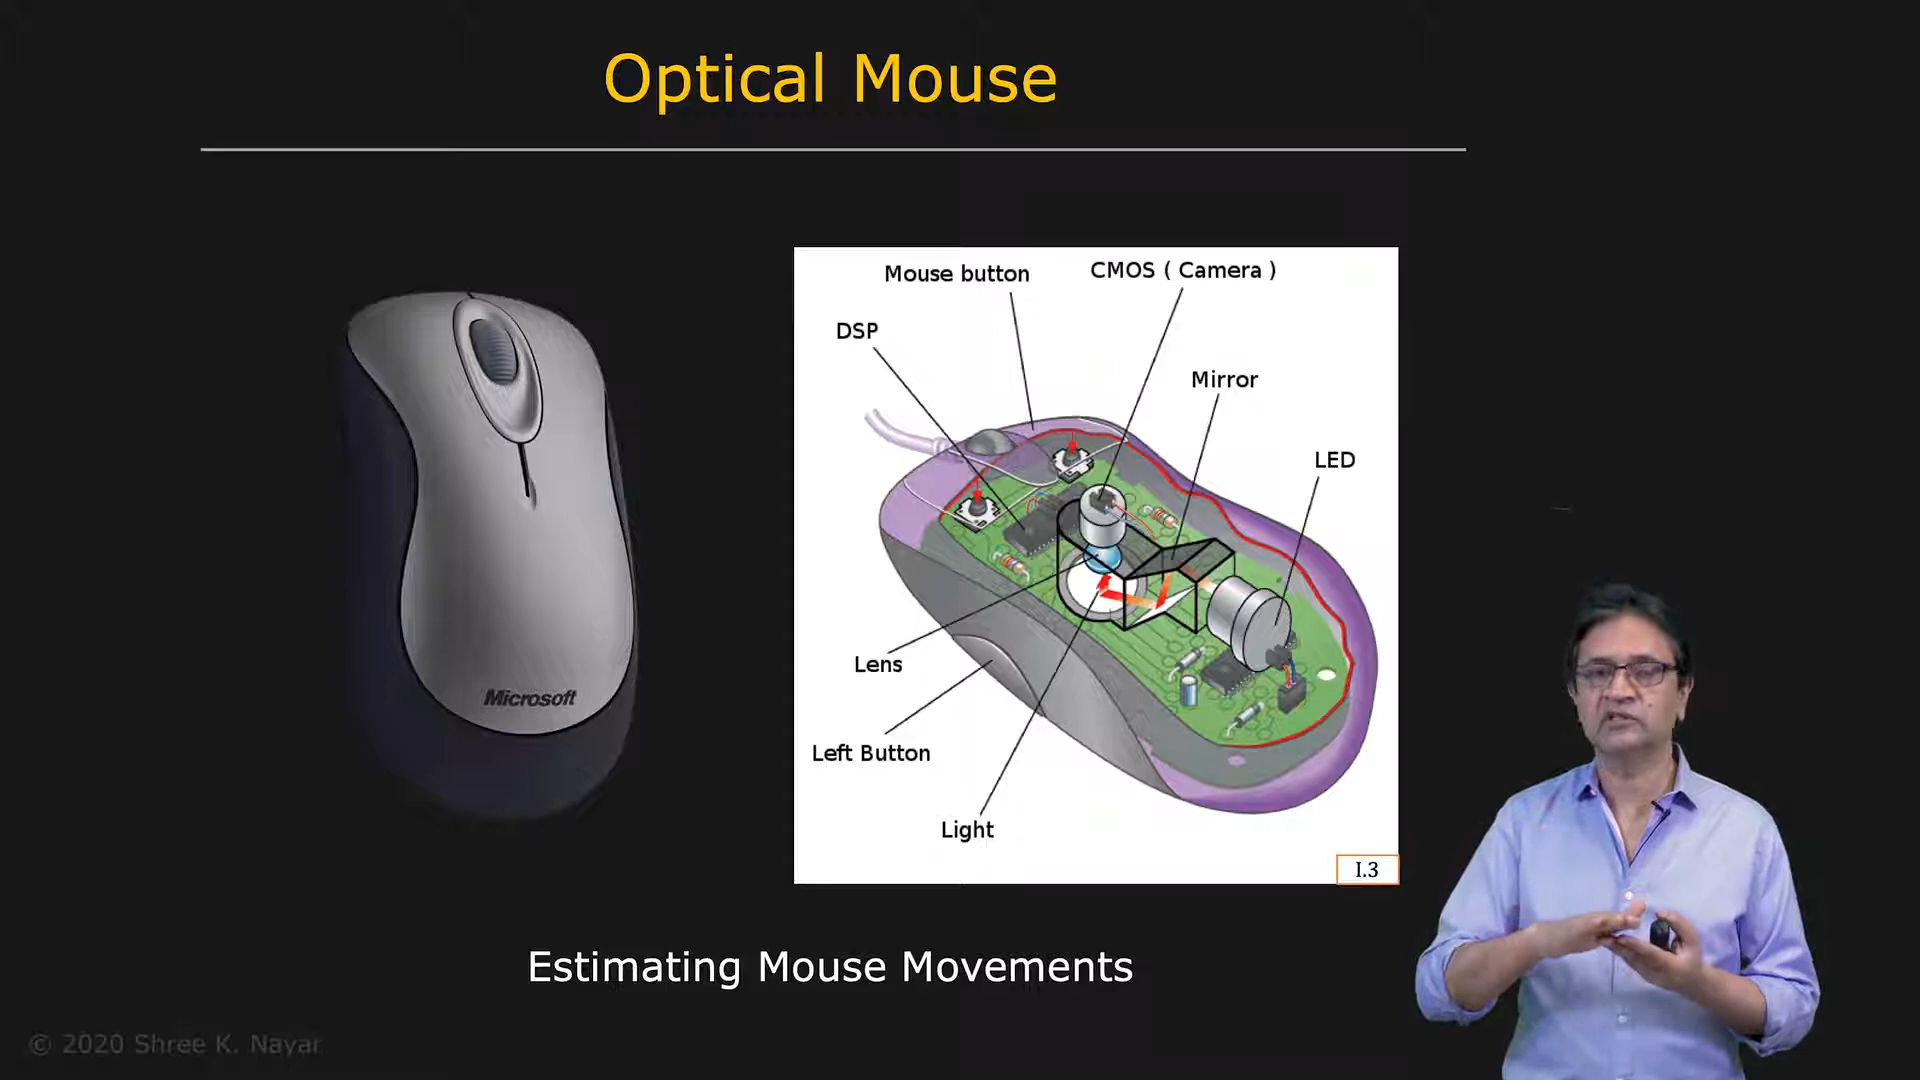 Optical Mouse
Mouse button
CMOS ( Camera )
DSP
Mirror
LED
Lens
Left Button
Light
Microsoft
I.3
Estimating Mouse Movements
© 2020 Shree K. Nayar